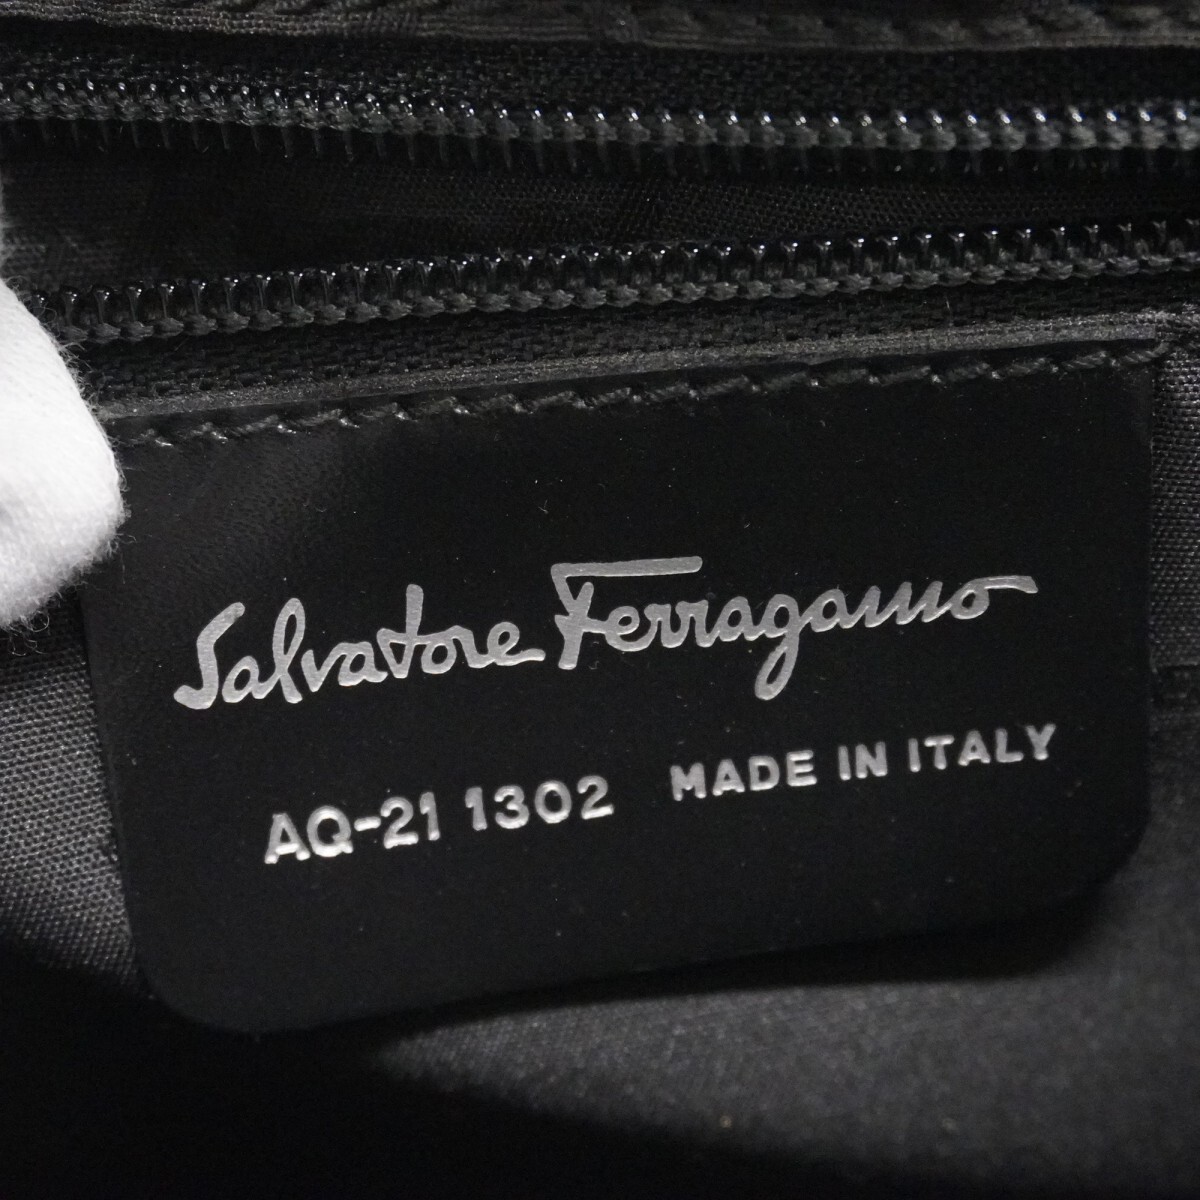 Salvatore Ferragamo
AQ-21 1302 MADE IN ITALY